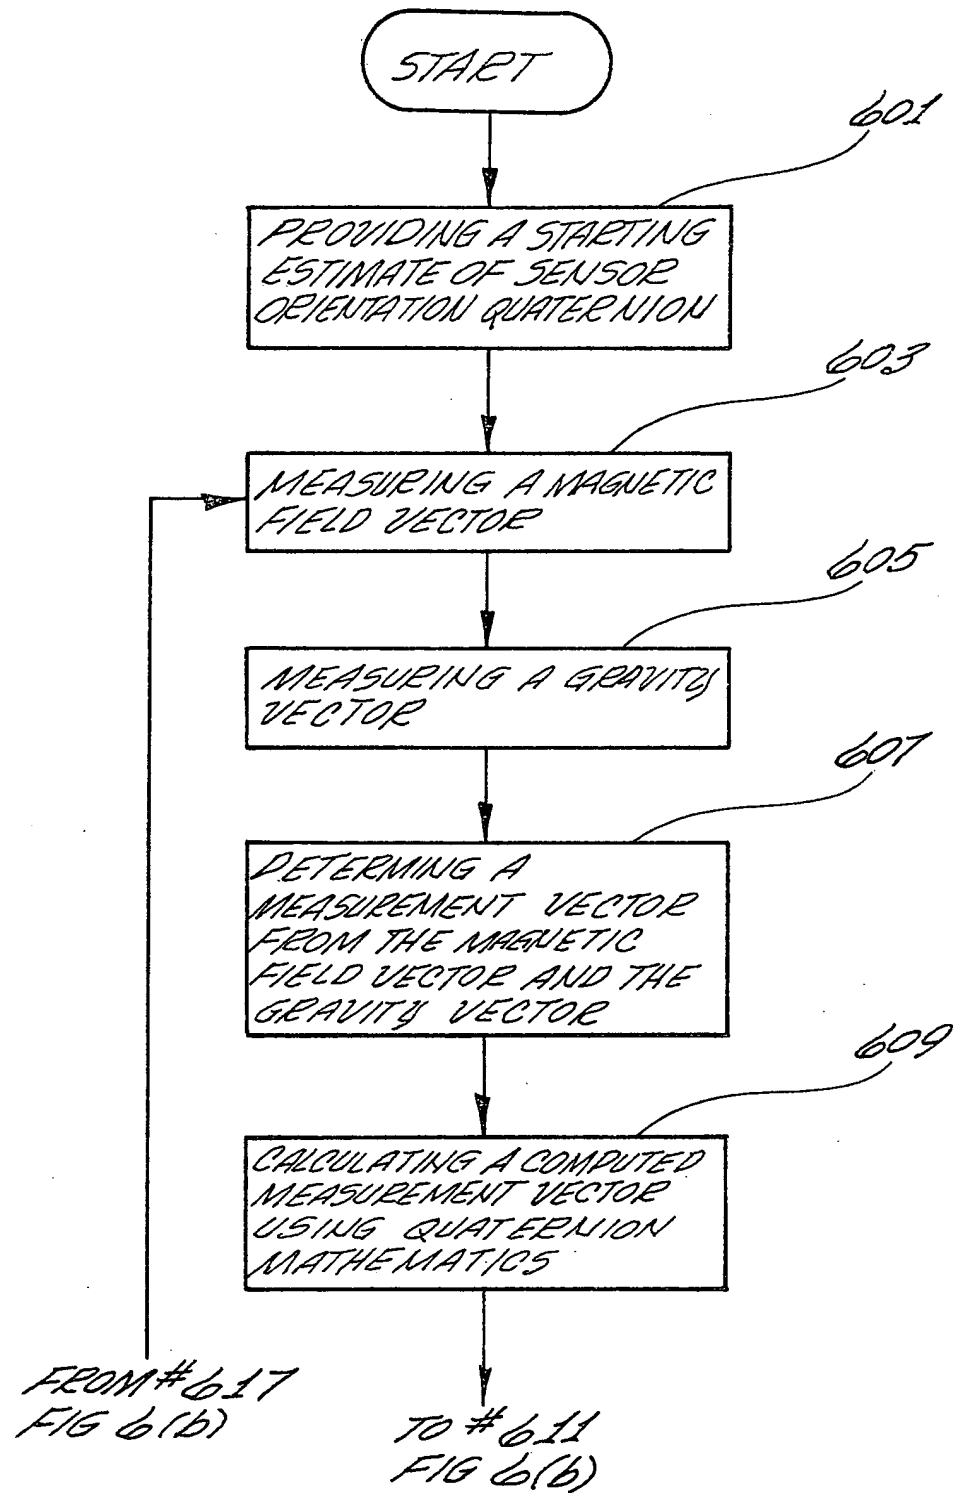 START
601
PROVIDING A STARTING
ESTIMATE OF SENSOR
ORIENTATION QUATERNION
603
MEASURING A MAGNETIC
FIELD VECTOR
605
MEASURING A GRAVITY
VECTOR
607
DETERMING A
MEASUREMENT VECTOR
FROM THE MAGNETIC
FIELD VECTOR AND THE
GRAVITY VECTOR
609
CALCULATING A COMPUTED
MEASUREMENT VECTOR
USING QUATERNION
MATHEMATICS
FROM #617
FIG 6(b)
TO #611
FIG 6(b)